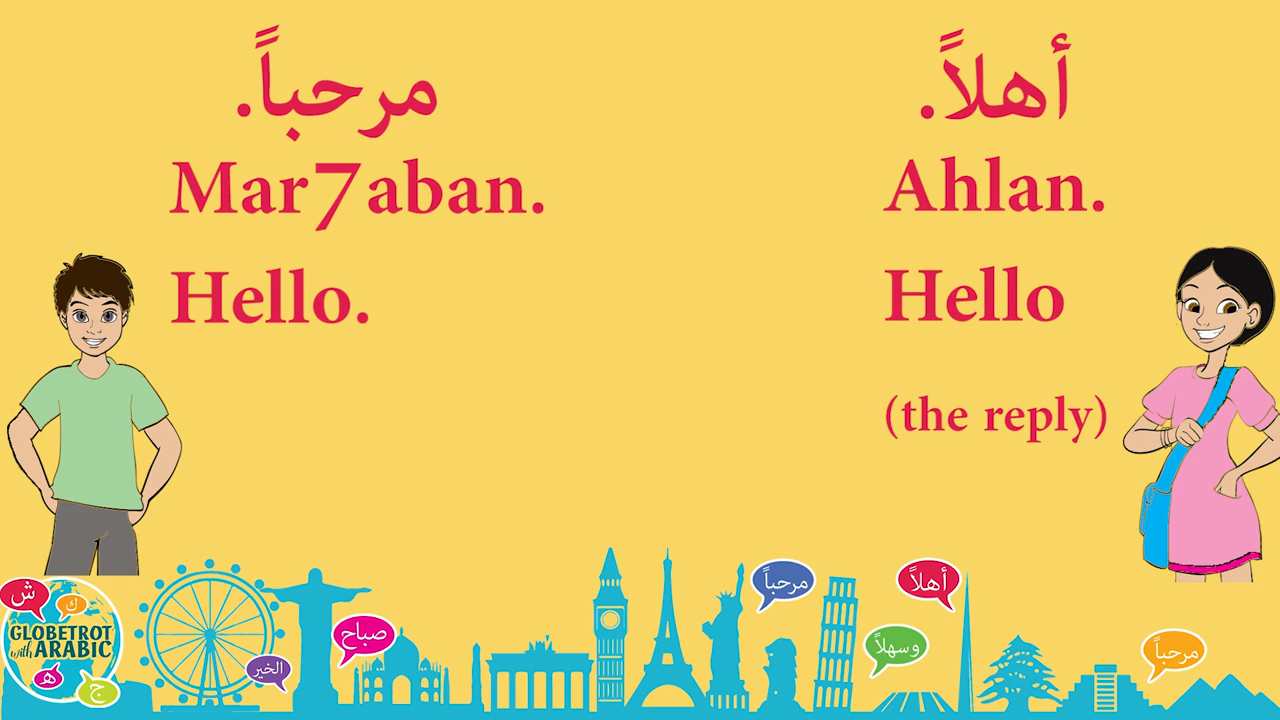 مرحباً.
Mar7aban.
Hello.
أهلاً.
Ahlan.
Hello
(the reply)
ش
ك
GLOBETROT
with ARABIC
ه
ج
الخير
صباح
مرحباً
أهلاً
وسهلاً
مرحباً